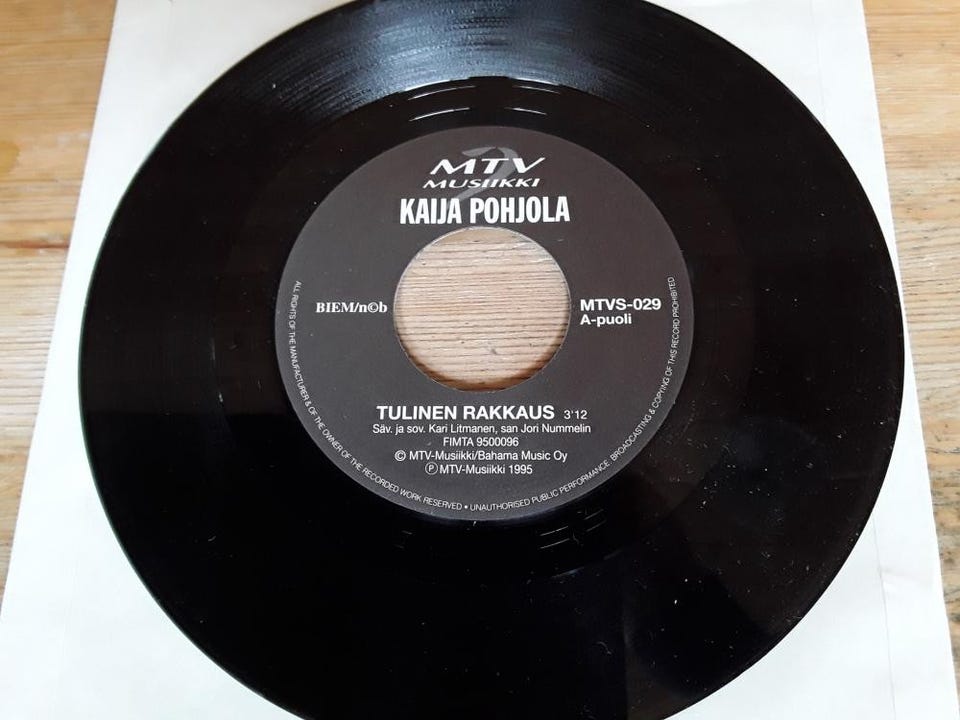 MTV
MUSIIKKI
KAIJA POHJOLA
BIEM/n©b
MTVS-029
A-puoli
TULINEN RAKKAUS 3'12
Säv. ja sov. Kari Litmanen, san Jori Nummelin
FIMTA 9500096
© MTV-Musiikki/Bahama Music Oy
℗ MTV-Musiikki 1995
ALL RIGHTS OF THE MANUFACTURER & OF THE OWNER OF THE RECORDED WORK RESERVED • UNAUTHORISED PUBLIC PERFORMANCE BROADCASTING & COPYING OF THIS RECORD PROHIBITED